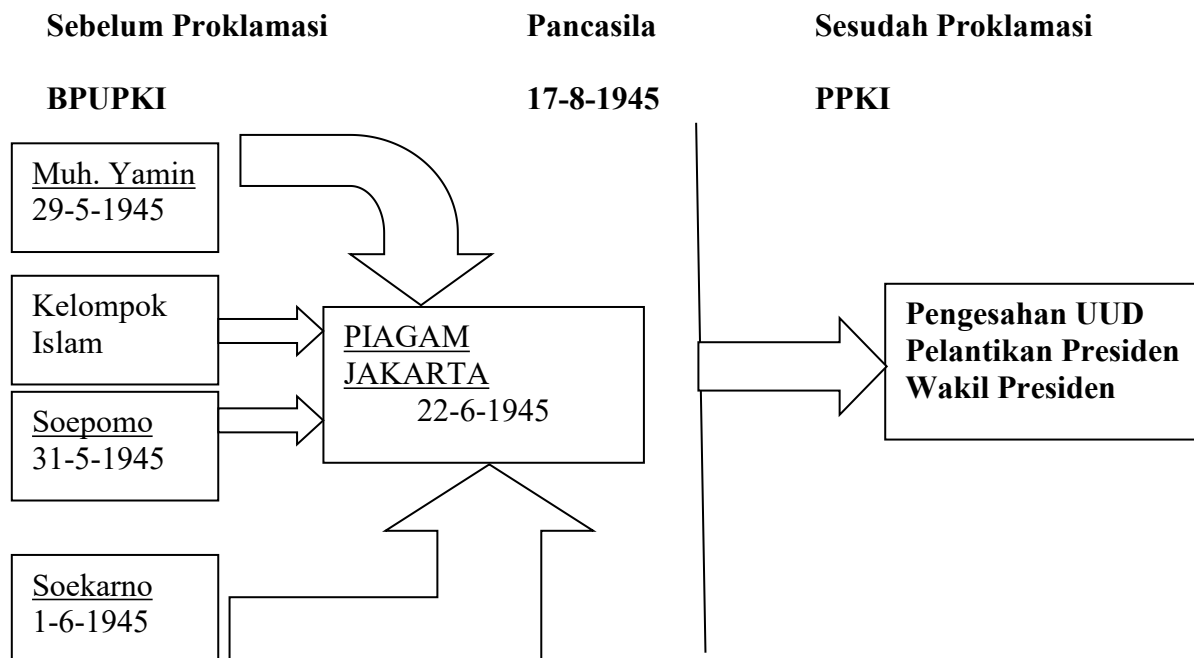 Sebelum Proklamasi Pancasila Sesudah Proklamasi
BPUPKI 17-8-1945 PPKI
Muh. Yamin
29-5-1945
Kelompok
Islam
Soepomo
31-5-1945
Soekarno
1-6-1945
PIAGAM
JAKARTA
22-6-1945
Pengesahan UUD
Pelantikan Presiden
Wakil Presiden